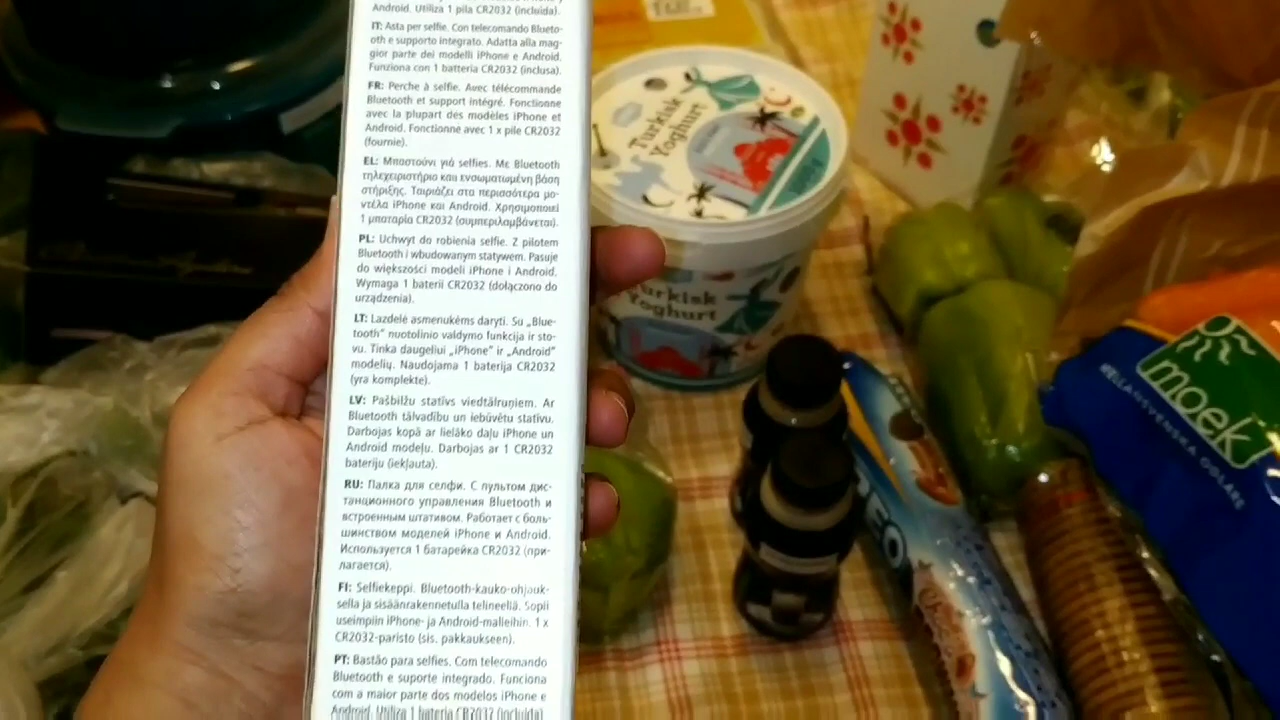 Android. Utiliza 1 pila CR2032 (incluida).
IT: Asta per selfie. Con telecomando Blueto-
oth e supporto integrato. Adatta alla mag-
gior parte dei modelli iPhone e Android.
Funziona con 1 batteria CR2032 (inclusa).
FR: Perche à selfie. Avec télécommande
Bluetooth et support intégré. Fonctionne
avec la plupart des modèles iPhone et
Android. Fonctionne avec 1 x pile CR2032
(fournie).
EL: Μπαστούνι γιά selfies. Με Bluetooth
τηλεχειριστήριο και ενσωματωμένη βάση
στήριξης. Ταιριάζει στα περισσότερα μο-
ντέλα iPhone και Android. Χρησιμοποιεί
1 μπαταρία CR2032 (συμπεριλαμβάνεται).
PL: Uchwyt do robienia selfie. Z pilotem
Bluetooth i wbudowanym statywem. Pasuje
do większości modeli iPhone i Android.
Wymaga 1 baterii CR2032 (dołączono do
urządzenia).
LT: Lazdelė asmenukėms daryti. Su „Blue-
tooth" nuotolinio valdymo funkcija ir sto-
vu. Tinka daugeliui „iPhone" ir „Android"
modelių. Naudojama 1 baterija CR2032
(yra komplekte).
LV: Pašbilžu statīvs viedtālruņiem. Ar
Bluetooth tālvadību un iebūvētu statīvu.
Darbojas kopā ar lielāko daļu iPhone un
Android modeļu. Darbojas ar 1 CR2032
bateriju (iekļauta).
RU: Палка для селфи. С пультом дис-
танционного управления Bluetooth и
встроенным штативом. Работает с боль-
шинством моделей iPhone и Android.
Используется 1 батарейка CR2032 (при-
лагается).
FI: Selfiekeppi. Bluetooth-kauko-ohjauk-
sella ja sisäänrakennetulla telineellä. Sopii
useimpiin iPhone- ja Android-malleihin. 1 x
CR2032-paristo (sis. pakkaukseen).
PT: Bastão para selfies. Com telecomando
Bluetooth e suporte integrado. Funciona
com a maior parte dos modelos iPhone e
Android. Utiliza 1 bateria CR2032 (incluída)
Turkisk
Yoghurt
Turkisk
Yoghurt
moek